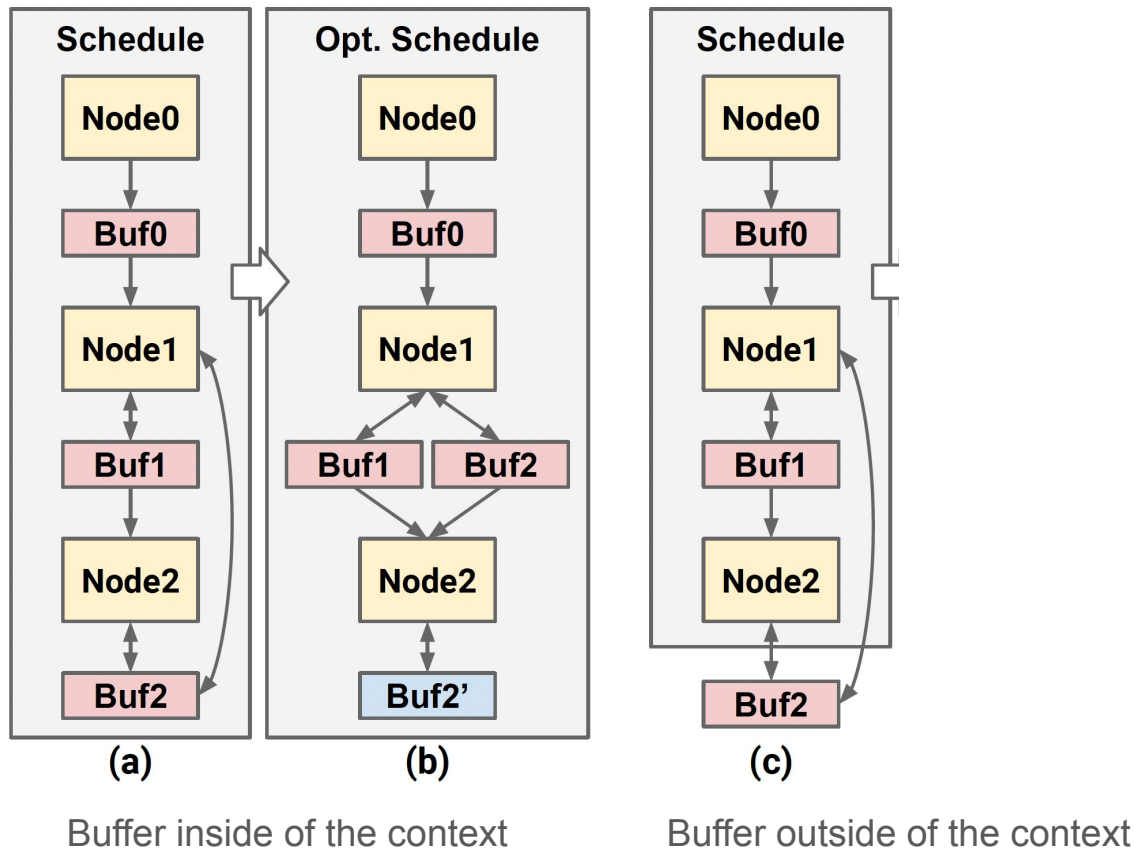 Schedule
Node0
Buf0
Node1
Buf1
Node2
Buf2
(a)
Opt. Schedule
Node0
Buf0
Node1
Buf1
Buf2
Node2
Buf2’
(b)
Buffer inside of the context
Schedule
Node0
Buf0
Node1
Buf1
Node2
Buf2
(c)
Buffer outside of the context